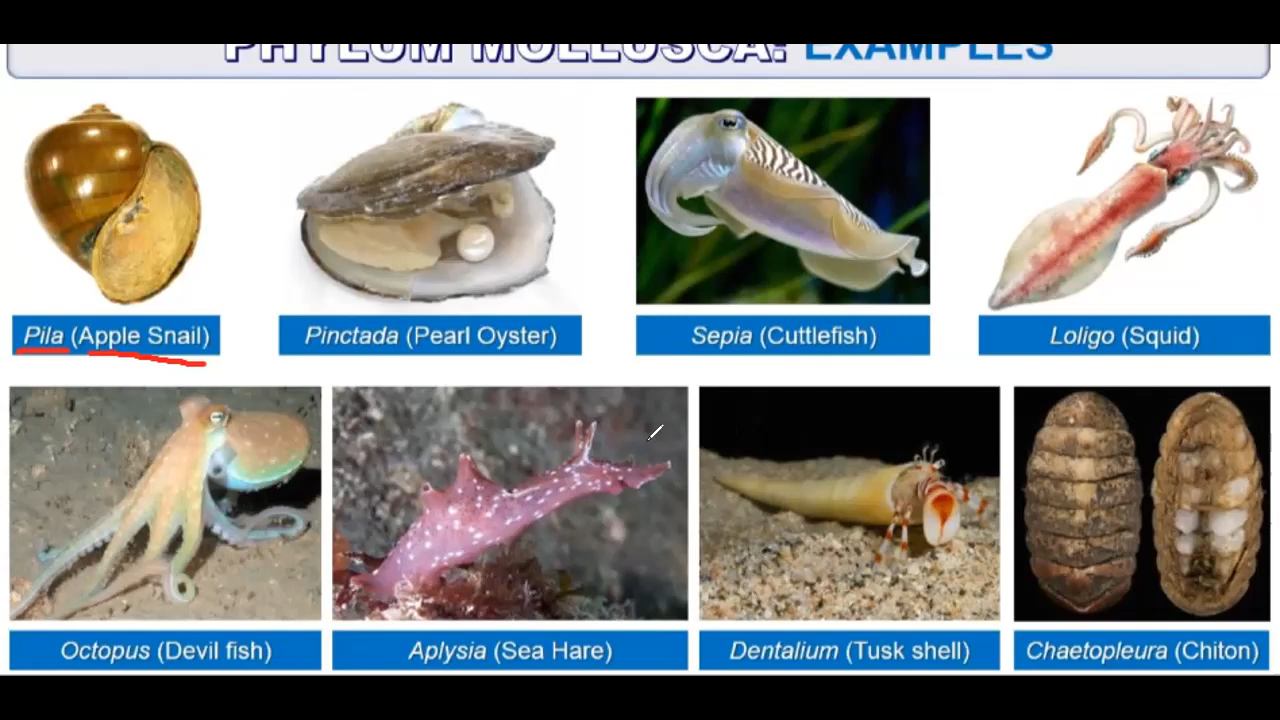 PHYLUM MOLLUSCA: EXAMPLES
Pila (Apple Snail)
Pinctada (Pearl Oyster)
Sepia (Cuttlefish)
Loligo (Squid)
Octopus (Devil fish)
Aplysia (Sea Hare)
Dentalium (Tusk shell)
Chaetopleura (Chiton)